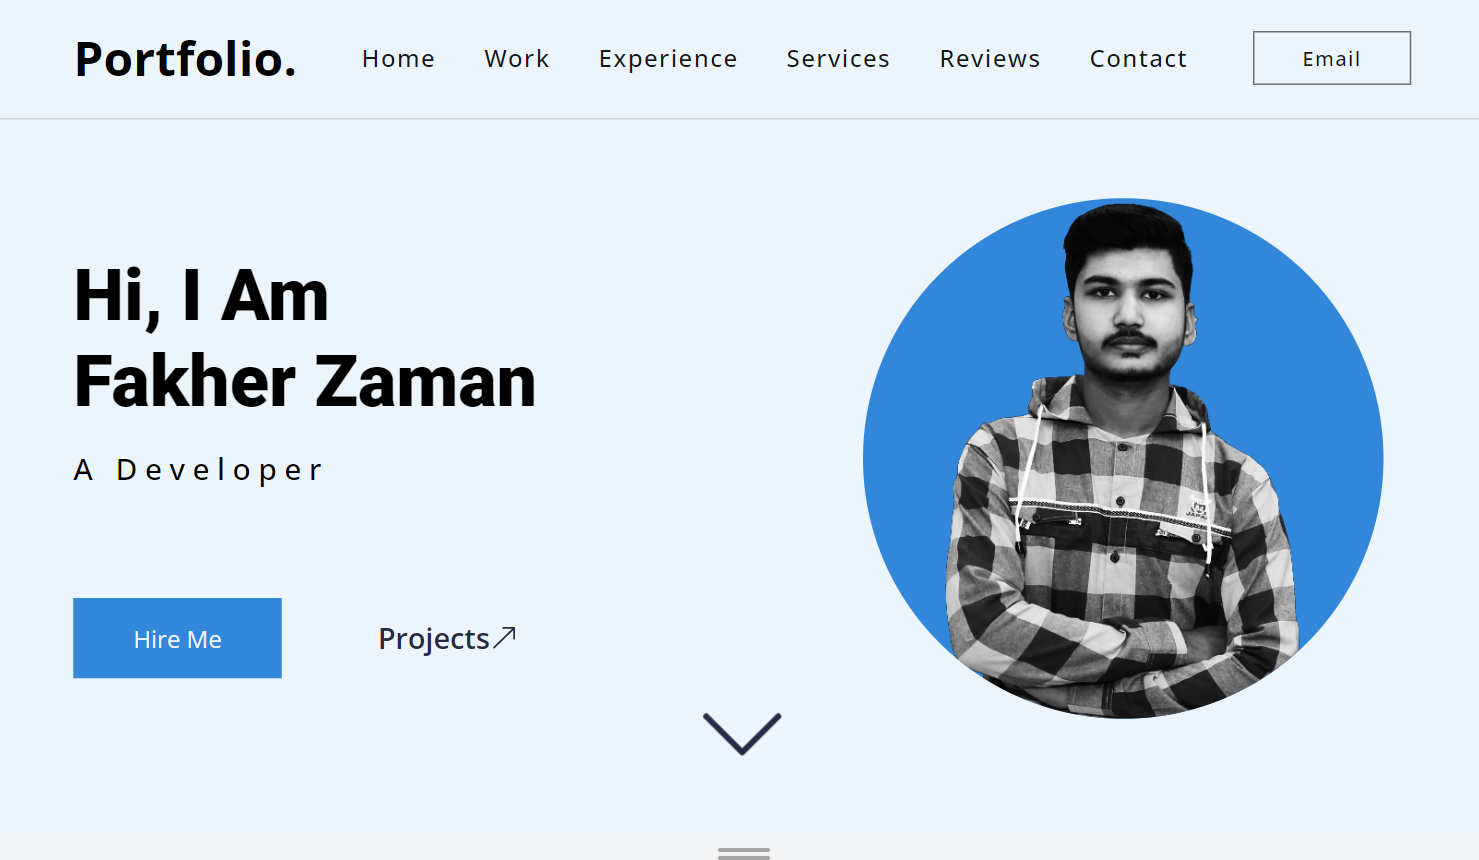 Portfolio.
Home
Work
Experience
Services
Reviews
Contact
Email
Hi, I Am
Fakher Zaman
A Developer
Hire Me
Projects